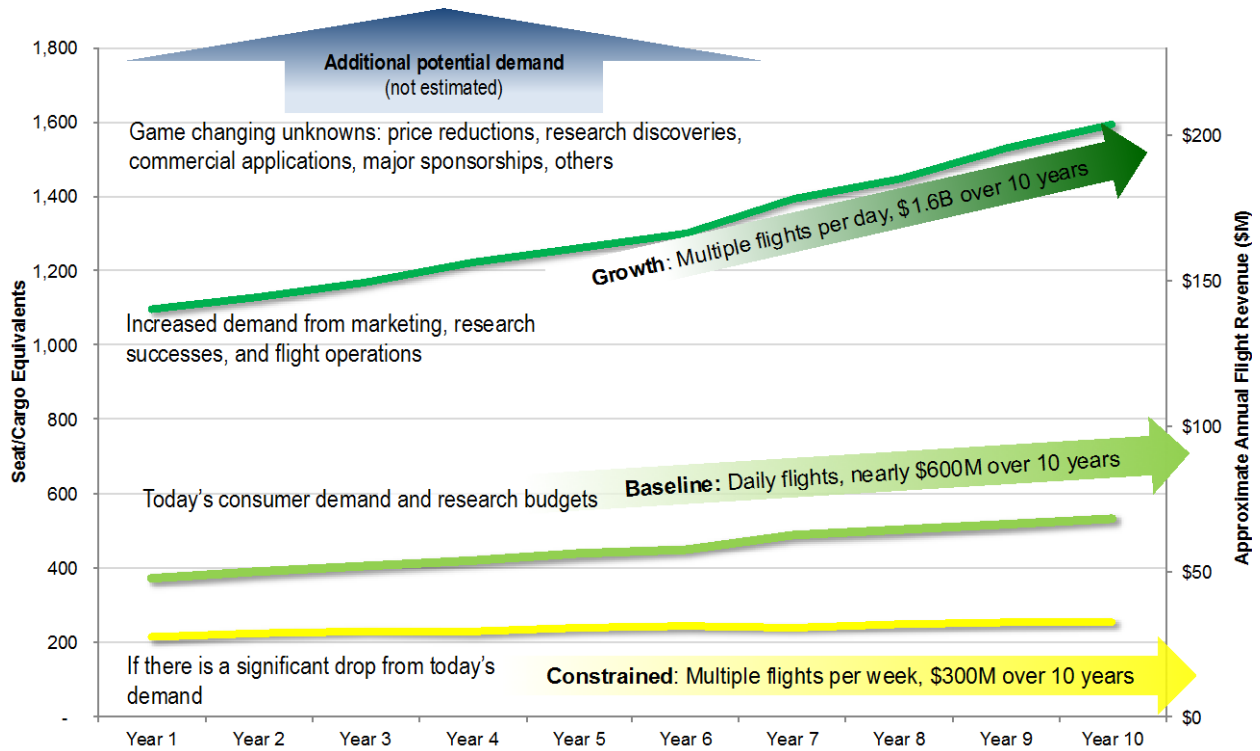 Additional potential demand
(not estimated)
Game changing unknowns: price reductions, research discoveries,
commercial applications, major sponsorships, others
Growth: Multiple flights per day, $1.6B over 10 years
Increased demand from marketing, research
successes, and flight operations
Today's consumer demand and research budgets
Baseline: Daily flights, nearly $600M over 10 years
If there is a significant drop from today's
demand
Constrained: Multiple flights per week, $300M over 10 years
Seat/Cargo Equivalents
1,800
1,600
1,400
1,200
1,000
800
600
400
200
-
Approximate Annual Flight Revenue ($M)
$200
$150
$100
$50
$0
Year 1
Year 2
Year 3
Year 4
Year 5
Year 6
Year 7
Year 8
Year 9
Year 10